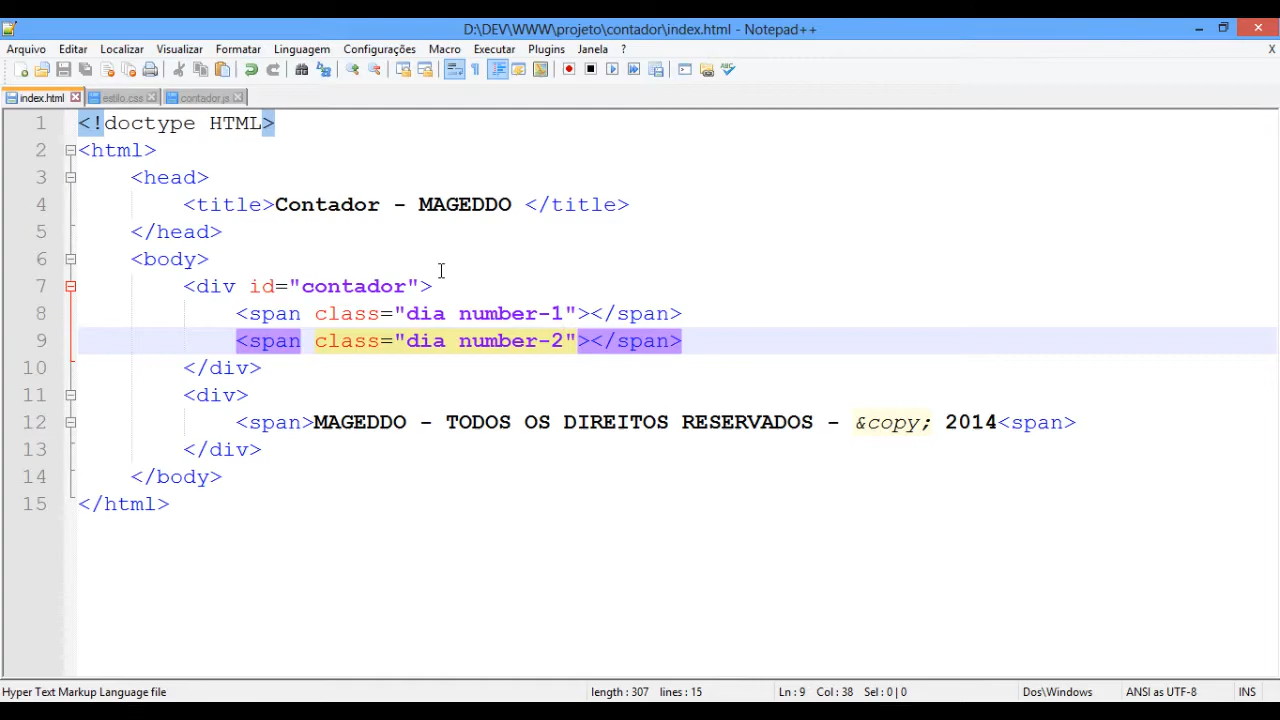 D:\DEV\WWW\projeto\contador\index.html - Notepad++
Arquivo Editar Localizar Visualizar Formatar Linguagem Configurações Macro Executar Plugins Janela ? X
index.html estilo.css contador.js
1 <!doctype HTML>
2 <html>
3 <head>
4 <title>Contador - MAGEDDO </title>
5 </head>
6 <body>
7 <div id="contador">
8 <span class="dia number-1"></span>
9 <span class="dia number-2"></span>
10 </div>
11 <div>
12 <span>MAGEDDO - TODOS OS DIREITOS RESERVADOS - &copy; 2014<span>
13 </div>
14 </body>
15 </html>
Hyper Text Markup Language file length : 307 lines : 15 Ln : 9 Col : 38 Sel : 0 | 0 Dos\Windows ANSI as UTF-8 INS